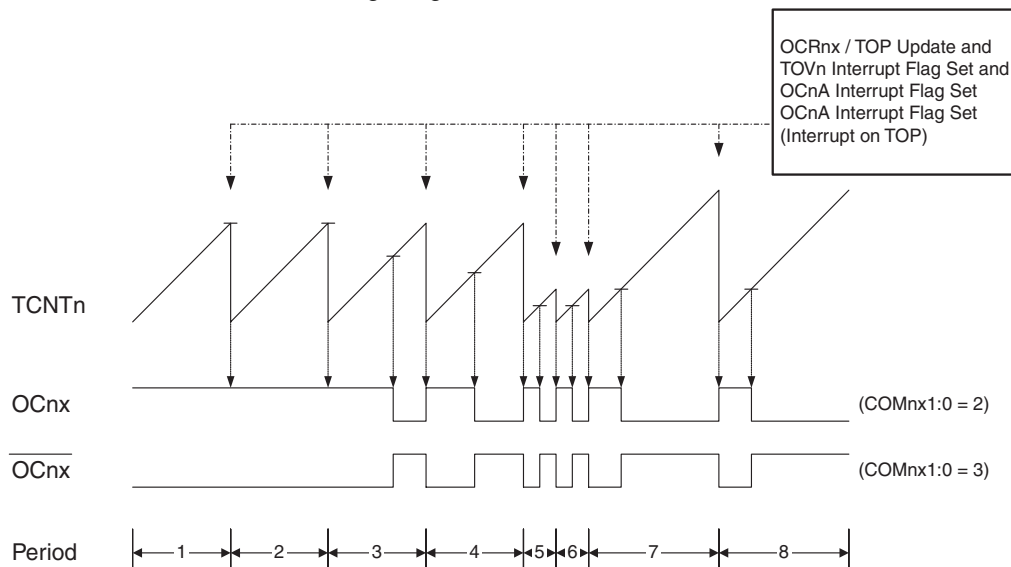 OCRnx / TOP Update and
TOVn Interrupt Flag Set and
OCnA Interrupt Flag Set
OCnA Interrupt Flag Set
(Interrupt on TOP)
TCNTn
OCnx (COMnx1:0 = 2)
OCnx (COMnx1:0 = 3)
Period 1 2 3 4 5 6 7 8